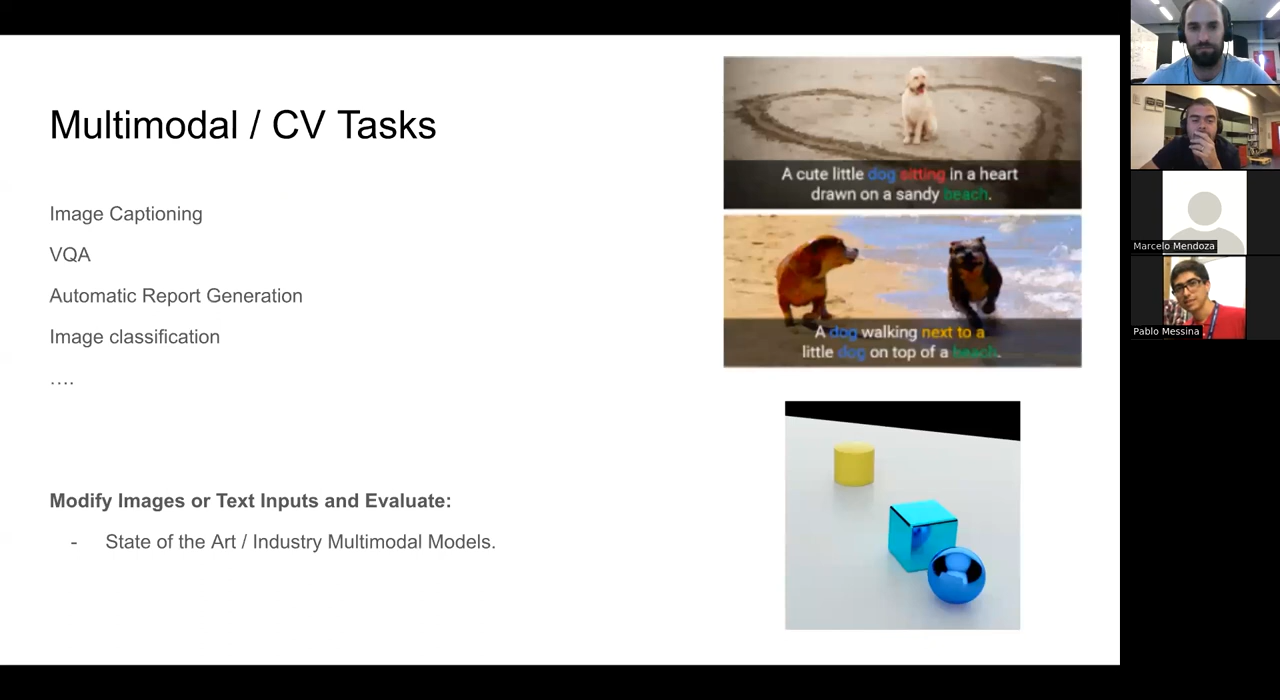 Multimodal / CV Tasks
Image Captioning
VQA
Automatic Report Generation
Image classification
....
Modify Images or Text Inputs and Evaluate:
- State of the Art / Industry Multimodal Models.
A cute little dog sitting in a heart
drawn on a sandy beach.
A dog walking next to a
little dog on top of a beach.
Marcelo Mendoza
Pablo Messina